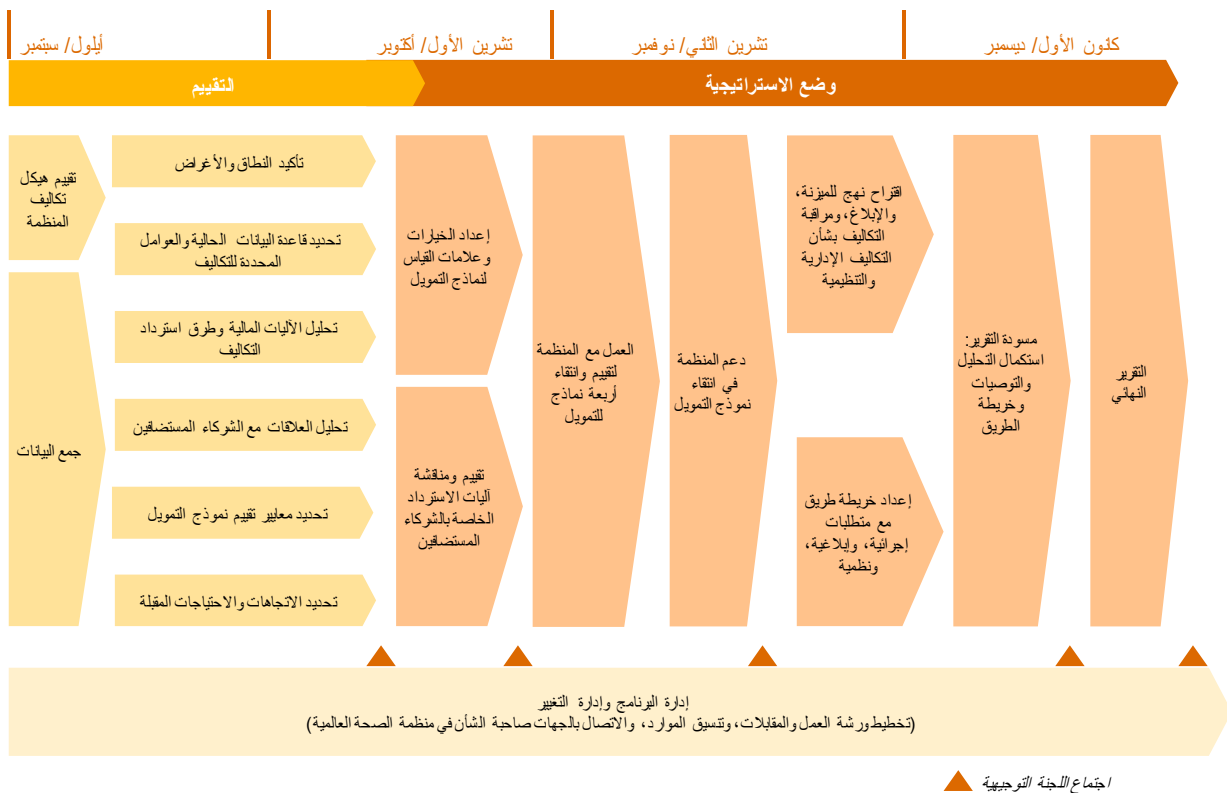 أيلول/ سبتمبر
تشرين الأول/ أكتوبر
تشرين الثاني/ نوفمبر
كانون الأول/ ديسمبر
التقييم
وضع الاستراتيجية
تقييم هيكل
تكاليف
المنظمة
جمع البيانات
تأكيد النطاق والأغراض
تحديد قاعدة البيانات الحالية والعوامل
المحددة للتكاليف
تحليل الآليات المالية وطرق استرداد
التكاليف
تحليل العلاقات مع الشركاء المستضافين
تحديد معايير تقييم نموذج التمويل
تحديد الاتجاهات والاحتياجات المقبلة
إعداد الخيارات
وعلامات القياس
لنماذج التمويل
تقييم ومناقشة
آليات الاسترداد
الخاصة بالشركاء
المستضافين
العمل مع المنظمة
لتقييم وانتقاء
أربعة نماذج
للتمويل
دعم المنظمة
في انتقاء
نموذج التمويل
اقتراح نهج للميزنة،
والإبلاغ، ومراقبة
التكاليف بشأن
التكاليف الإدارية
والتنظيمية
إعداد خريطة طريق
مع متطلبات
إجرائية، وإبلاغية،
ونظمية
مسودة التقرير:
استكمال التحليل
والتوصيات
وخريطة
الطريق
التقرير
النهائي
إدارة البرنامج وإدارة التغيير
(تخطيط ورشة العمل والمقابلات، وتنسيق الموارد، والاتصال بالجهات صاحبة الشأن في منظمة الصحة العالمية)
اجتماع اللجنة التوجيهية